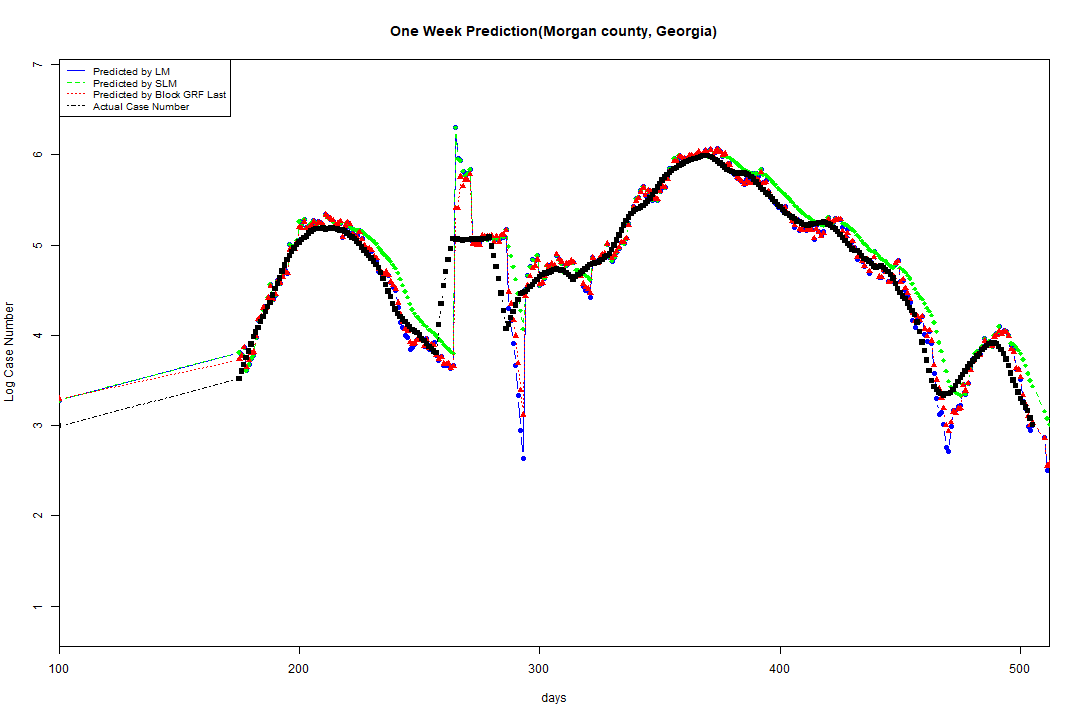 One Week Prediction(Morgan county, Georgia)
Predicted by LM
Predicted by SLM
Predicted by Block GRF Last
Actual Case Number
Log Case Number
7
6
5
4
3
2
1
100 200 300 400 500
days